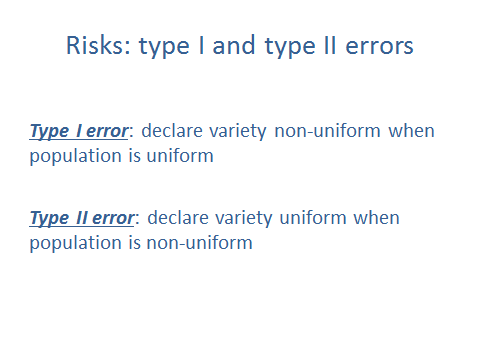 Risks: type I and type II errors
Type I error: declare variety non-uniform when
population is uniform
Type II error: declare variety uniform when
population is non-uniform